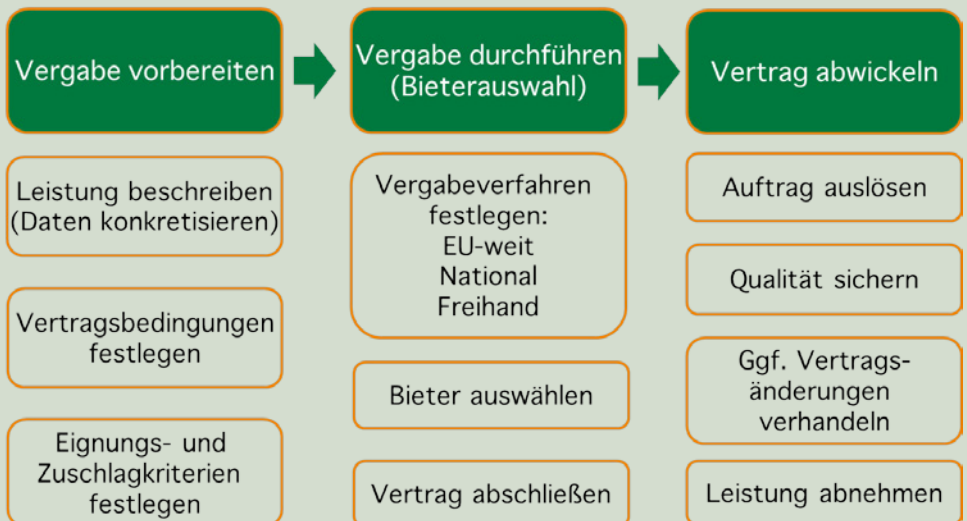 Vergabe vorbereiten
Vergabe durchführen
(Bieterauswahl)
Vertrag abwickeln
Leistung beschreiben
(Daten konkretisieren)
Vertragsbedingungen
festlegen
Eignungs- und
Zuschlagkriterien
festlegen
Vergabeverfahren
festlegen:
EU-weit
National
Freihand
Bieter auswählen
Vertrag abschließen
Auftrag auslösen
Qualität sichern
Ggf. Vertrags-
änderungen
verhandeln
Leistung abnehmen